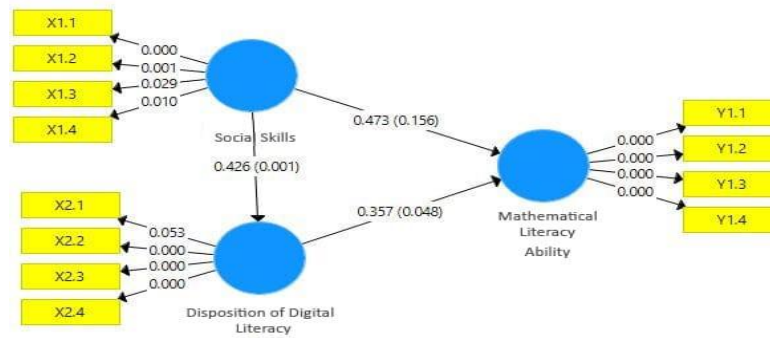 X1.1
X1.2
X1.3
X1.4
0.000
0.001
0.029
0.010
Social Skills
0.426 (0.001)
0.473 (0.156)
X2.1
X2.2
X2.3
X2.4
0.053
0.000
0.000
0.000
Disposition of Digital
Literacy
0.357 (0.048)
Mathematical
Literacy
Ability
0.000
0.000
0.000
0.000
Y1.1
Y1.2
Y1.3
Y1.4